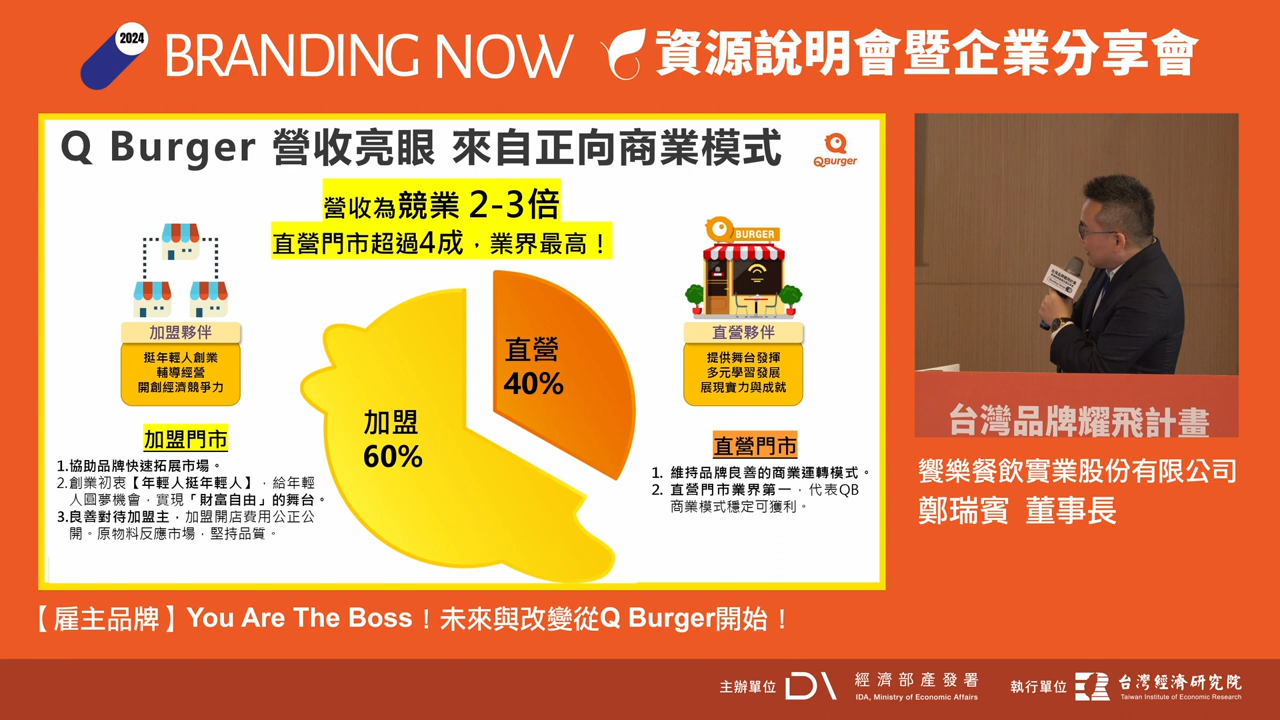 2024
BRANDING NOW 資源說明會暨企業分享會
Q Burger 營收亮眼 來自正向商業模式
QBurger
營收為競業 2-3倍
直營門市超過4成，業界最高！
BURGER
加盟夥伴
挺年輕人創業
輔導經營
開創經濟競爭力
直營夥伴
提供舞台發揮
多元學習發展
展現實力與成就
直營
40%
加盟
60%
加盟門市
1.協助品牌快速拓展市場。
2.創業初衷【年輕人挺年輕人】，給年輕
人圓夢機會，實現「財富自由」的舞台。
3.良善對待加盟主，加盟開店費用公正公
開。原物料反應市場，堅持品質。
直營門市
1. 維持品牌良善的商業運轉模式。
2. 直營門市業界第一，代表QB
商業模式穩定可獲利。
台灣品牌耀飛計畫
台灣品牌耀飛計畫
饗樂餐飲實業股份有限公司
鄭瑞賓 董事長
【雇主品牌】You Are The Boss！未來與改變從Q Burger開始！
主辦單位
經濟部產發署
IDA, Ministry of Economic Affairs
執行單位
台灣經濟研究院
Taiwan Institute of Economic Research